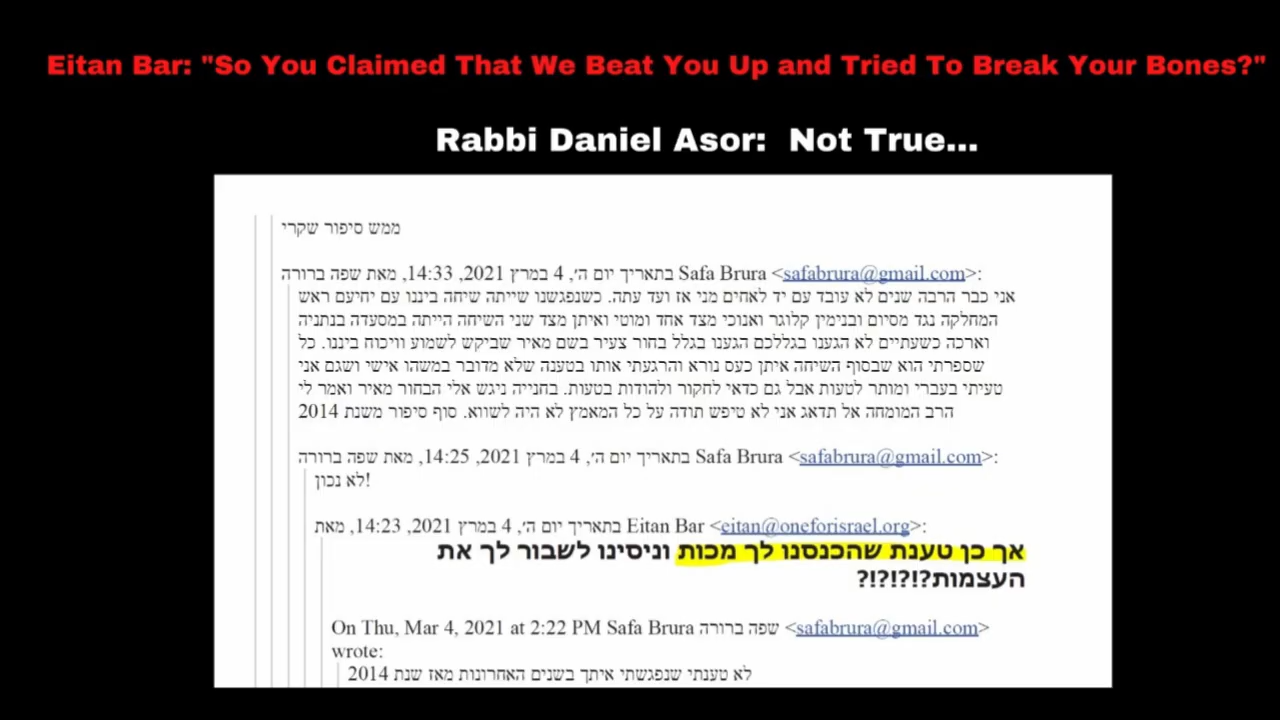 Eitan Bar: "So You Claimed That We Beat You Up and Tried To Break Your Bones?"
Rabbi Daniel Asor: Not True...
ממש סיפור שקרי
בתאריך יום ה׳, 4 במרץ 2021, 14:33, מאת שפה ברורה Safa Brura <safabrura@gmail.com>:
אני כבר הרבה שנים לא עובד עם יד לאחים מני אז ועד עתה. כשנפגשנו שייתה שיחה ביננו עם יחיעם ראש
המחלקה נגד מסיום ובנימין קלוגר ואנוכי מצד אחד ומוטי ואיתן מצד שני השיחה הייתה במסעדה בנתניה
וארכה כשעתיים לא הגענו בגללכם הגענו בגלל בחור צעיר בשם מאיר שביקש לשמוע וויכוח ביננו. כל
שספרתי הוא שבסוף השיחה איתן כעס נורא והרגעתי אותו בטענה שלא מדובר במשהו אישי ושגם אני
טעיתי בעברי ומותר לטעות אבל גם כדאי לחקור ולהודות בטעות. בחנייה ניגש אלי הבחור מאיר ואמר לי
הרב המומחה אל תדאג אני לא טיפש תודה על כל המאמץ לא היה לשווא. סוף סיפור משנת 2014
בתאריך יום ה׳, 4 במרץ 2021, 14:25, מאת שפה ברורה Safa Brura <safabrura@gmail.com>:
לא נכון!
בתאריך יום ה׳, 4 במרץ 2021, 14:23, מאת Eitan Bar <eitan@oneforisrael.org>:
אך כן טענת שהכנסנו לך מכות וניסינו לשבור לך את
העצמות?!?!?!?
On Thu, Mar 4, 2021 at 2:22 PM Safa Brura שפה ברורה <safabrura@gmail.com>
wrote:
לא טענתי שנפגשתי איתך בשנים האחרונות מאז שנת 2014